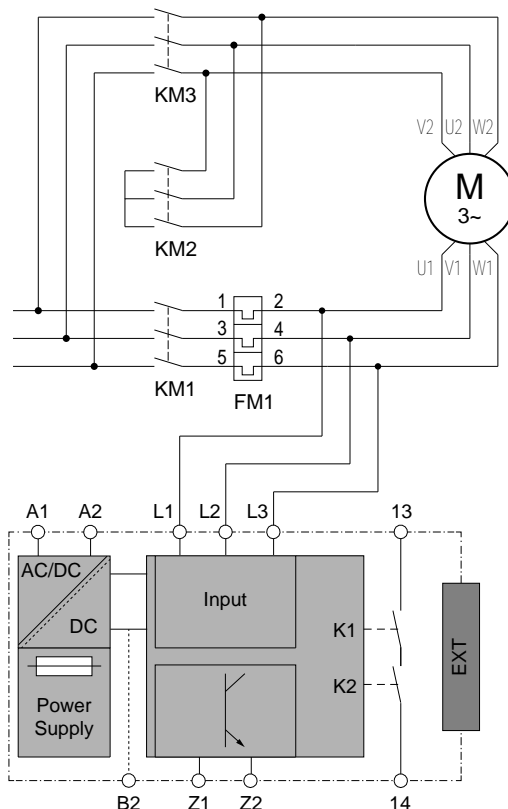 KM3
V2 U2 W2
M
3~
KM2
U1 V1 W1
1 2
3 4
5 6
KM1 FM1
A1 A2 L1 L2 L3 13
AC/DC
DC
Input
K1
K2
EXT
Power
Supply
B2 Z1 Z2 14